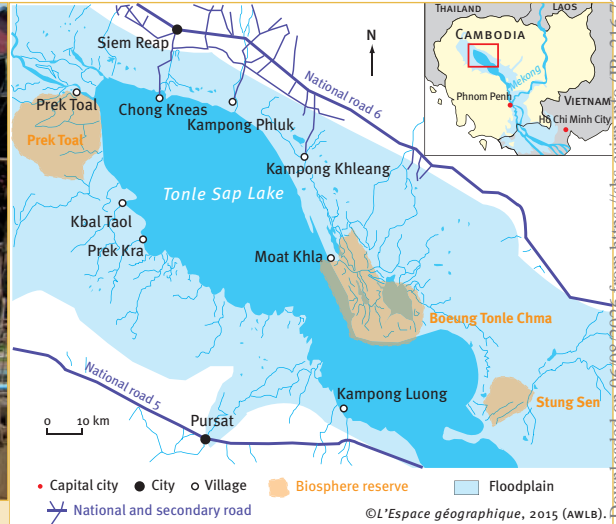 THAILAND
LAOS
CAMBODIA
Mekong
Phnom Penh
VIETNAM
Hô Chi Minh City
Siem Reap
N
National road 6
Prek Toal
Chong Kneas
Kampong Phluk
Prek Toal
Kampong Khleang
Tonle Sap Lake
Kbal Taol
Prek Kra
Moat Khla
Boeung Tonle Chma
National road 5
Kampong Luong
Stung Sen
0 10 km
Pursat
Capital city
City
Village
Biosphere reserve
Floodplain
National and secondary road
©L'Espace géographique, 2015 (AWLB).